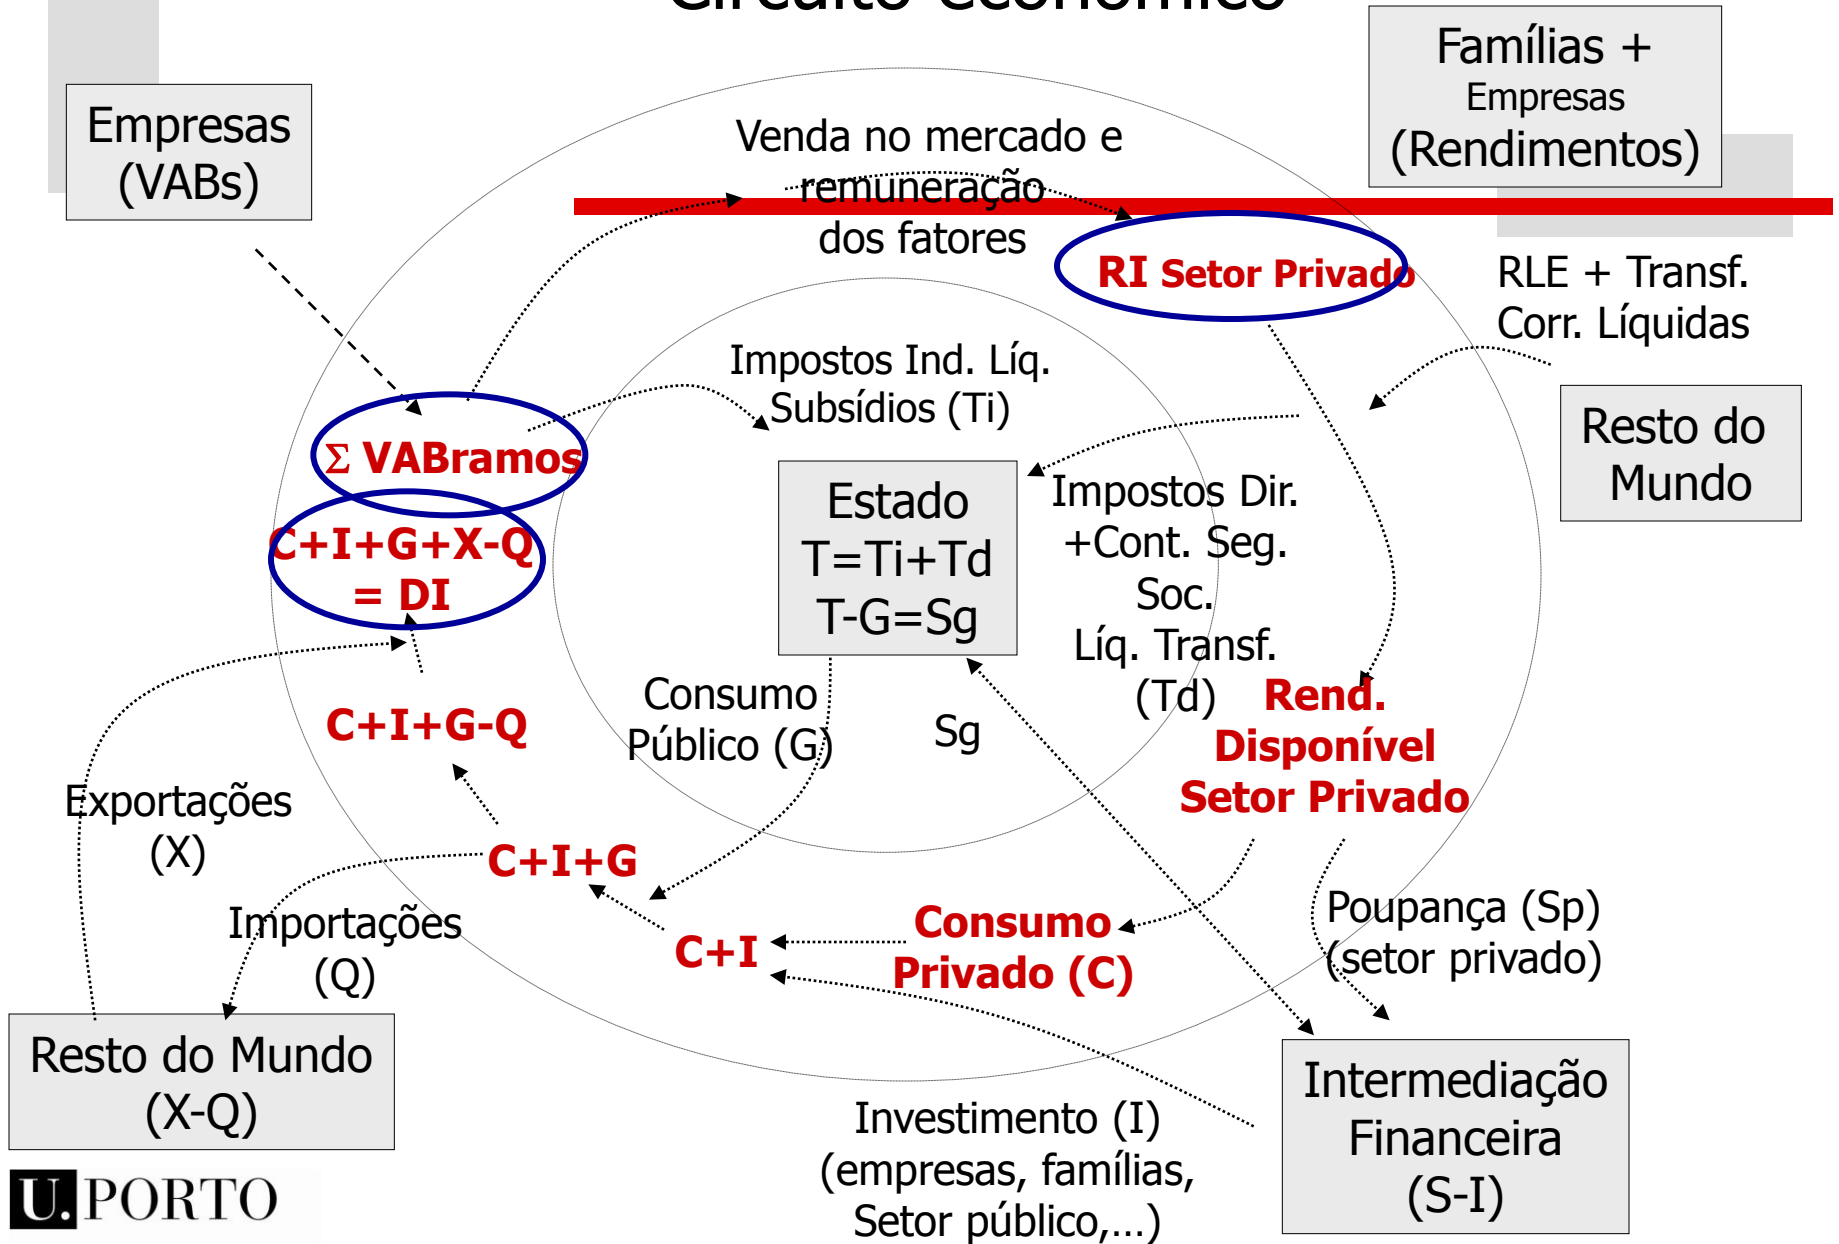 Circuito económico
Famílias +
Empresas
(Rendimentos)
Empresas
(VABs)
Venda no mercado e
remuneração
dos fatores
RI Setor Privado
RLE + Transf.
Corr. Líquidas
Impostos Ind. Líq.
Subsídios (Ti)
Resto do
Mundo
Σ VABramos
C+I+G+X-Q
= DI
Estado
T=Ti+Td
T-G=Sg
Impostos Dir.
+Cont. Seg.
Soc.
Líq. Transf.
(Td)
Rend.
Disponível
Setor Privado
Consumo
Público (G)
Sg
C+I+G-Q
Exportações
(X)
C+I+G
Importações
(Q)
C+I
Consumo
Privado (C)
Poupança (Sp)
(setor privado)
Resto do Mundo
(X-Q)
Intermediação
Financeira
(S-I)
Investimento (I)
(empresas, famílias,
Setor público,...)
U.PORTO